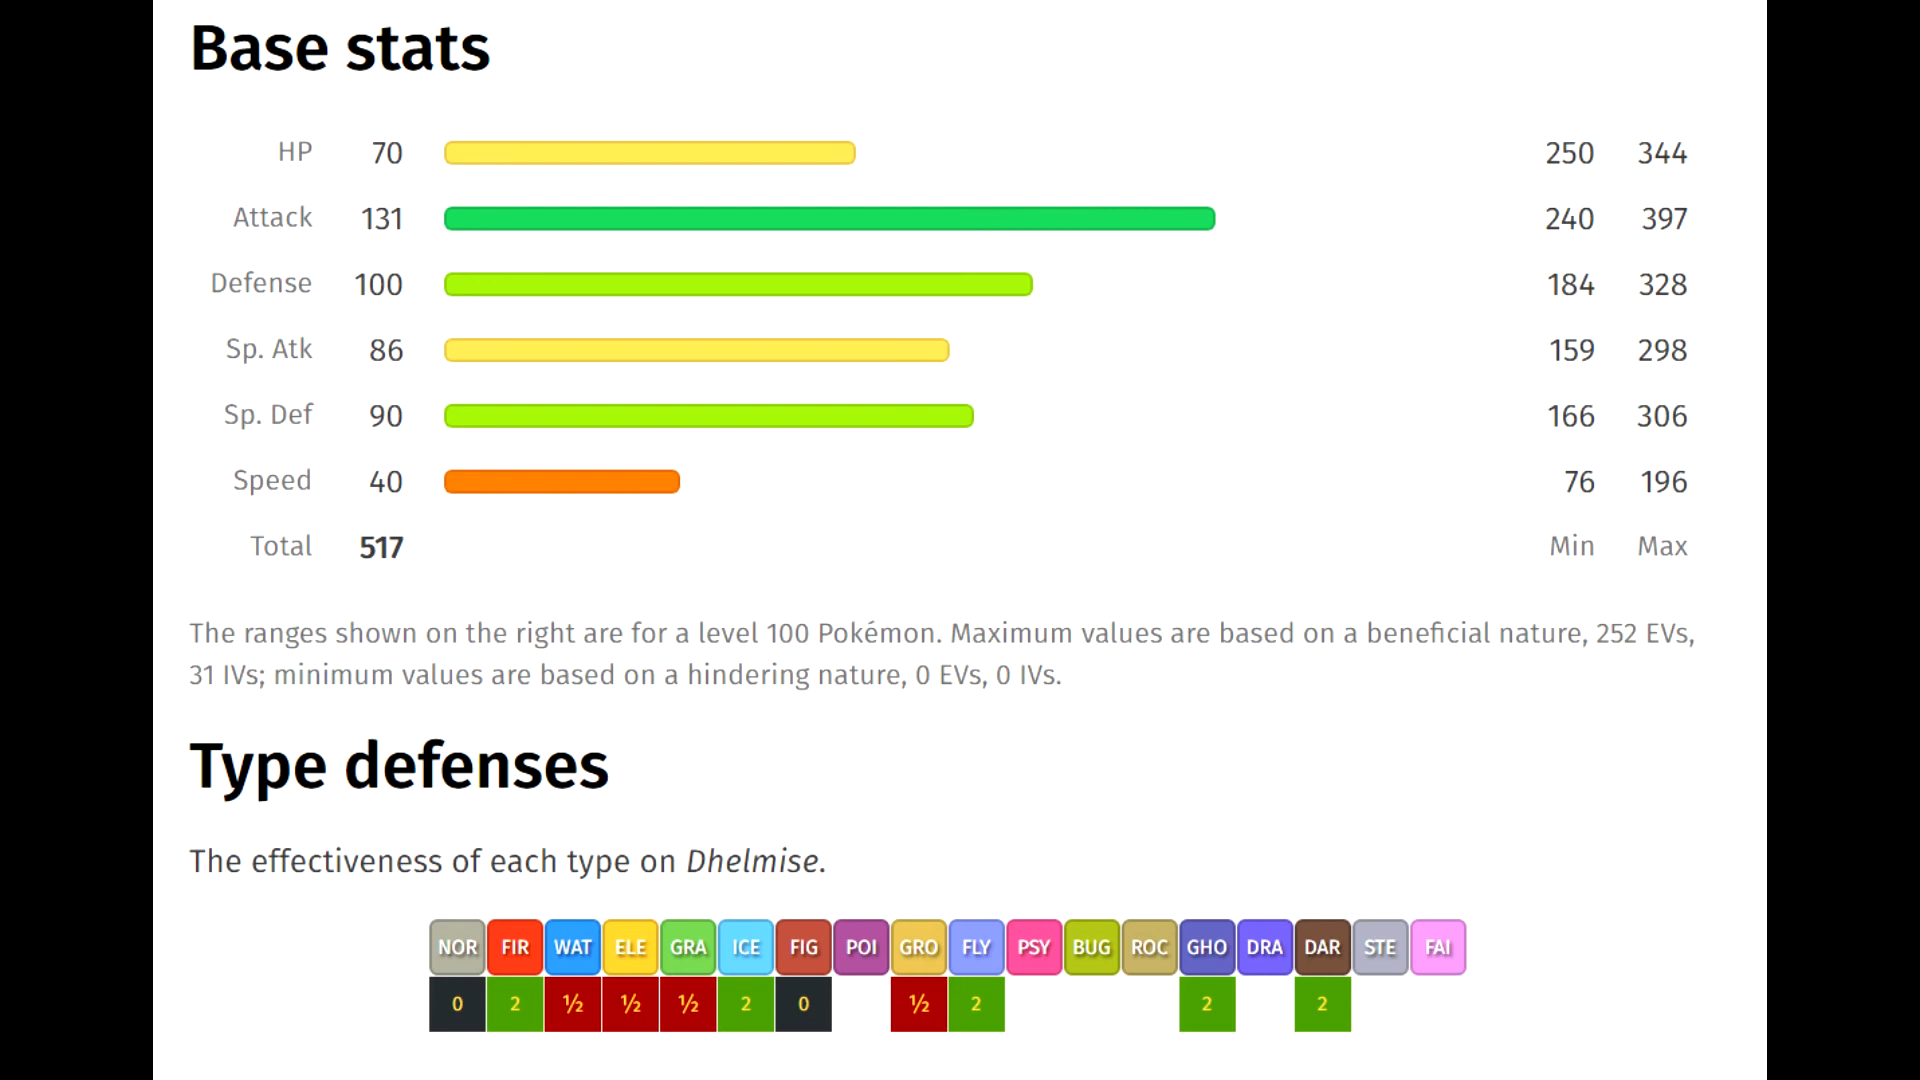 Base stats
HP 70 250 344
Attack 131 240 397
Defense 100 184 328
Sp. Atk 86 159 298
Sp. Def 90 166 306
Speed 40 76 196
Total 517 Min Max
The ranges shown on the right are for a level 100 Pokémon. Maximum values are based on a beneficial nature, 252 EVs,
31 IVs; minimum values are based on a hindering nature, 0 EVs, 0 IVs.
Type defenses
The effectiveness of each type on Dhelmise.
NOR FIR WAT ELE GRA ICE FIG POI GRO FLY PSY BUG ROC GHO DRA DAR STE FAI
0 2 ½ ½ ½ 2 0 ½ 2 2 2